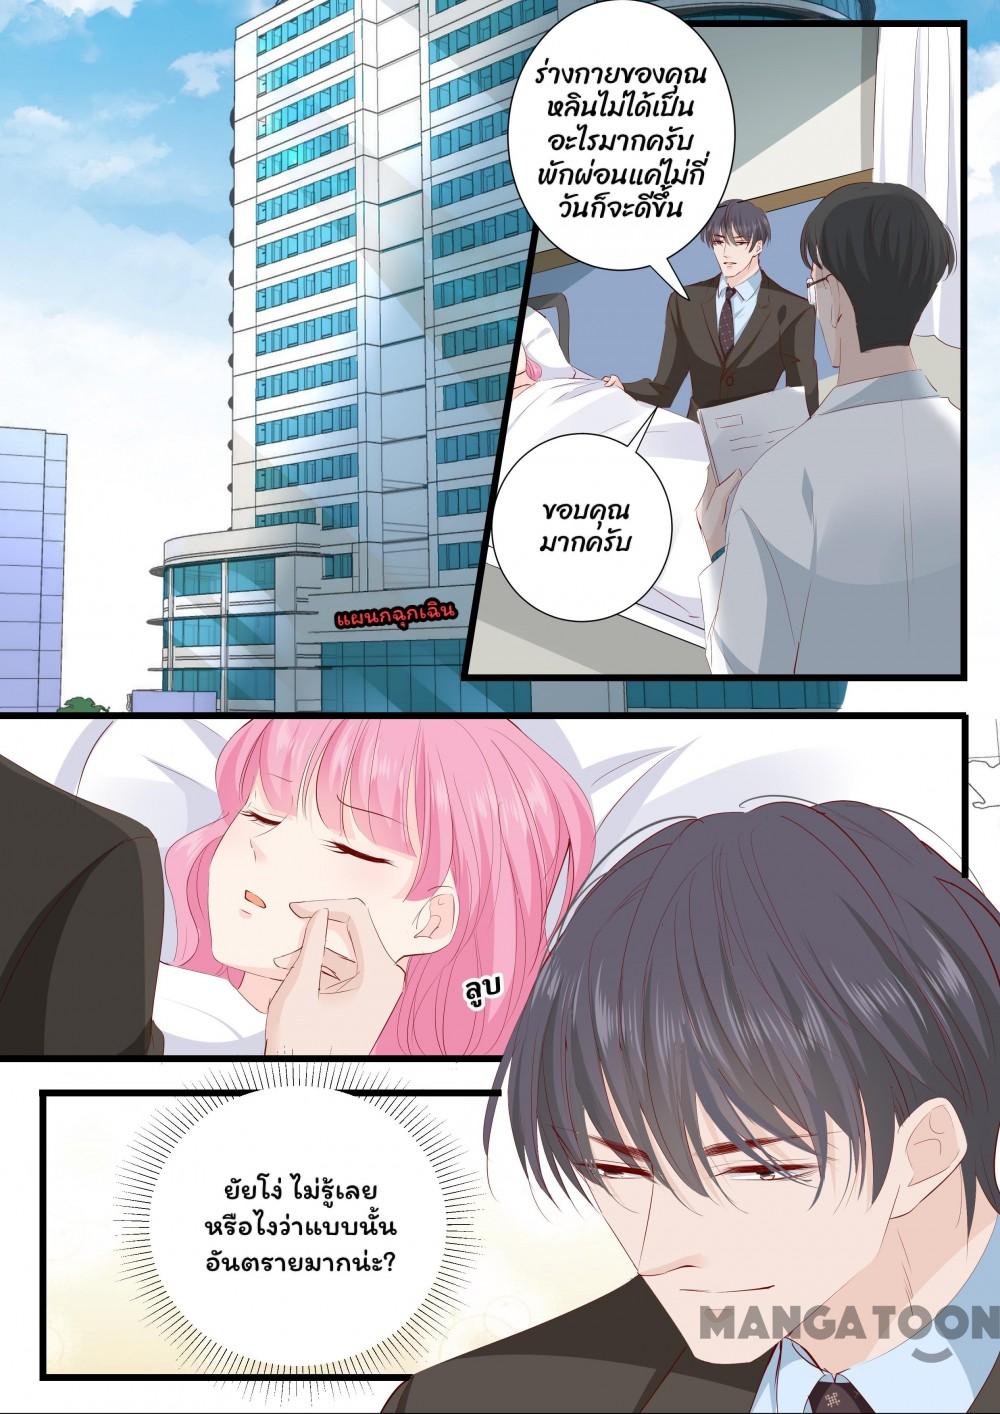 ร่างกายของคุณ
หลินไม่ได้เป็น
อะไรมากครับ
พักผ่อนแค่ไม่กี่
วันก็จะดีขึ้น
ขอบคุณ
มากครับ
แผนกฉุกเฉิน
ลูบ
ยัยโง่ ไม่รู้เลย
หรือไงว่าแบบนั้น
อันตรายมากน่ะ?
MANGATOON